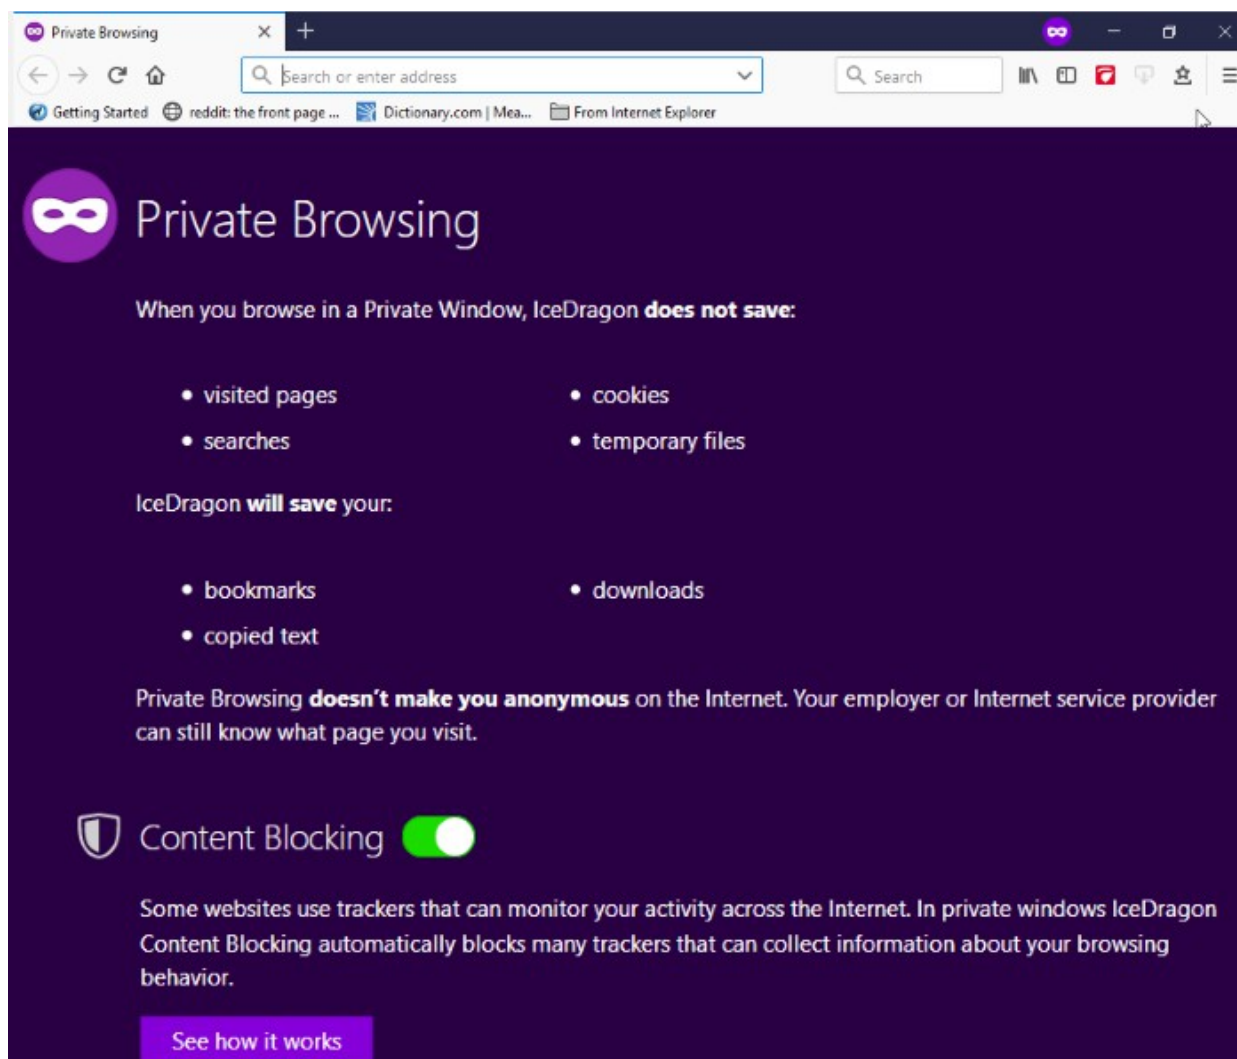 Private Browsing
Search or enter address
Search
Getting Started reddit: the front page ... Dictionary.com | Mea... From Internet Explorer
Private Browsing
When you browse in a Private Window, IceDragon does not save:
• visited pages • cookies
• searches • temporary files
IceDragon will save your:
• bookmarks • downloads
• copied text
Private Browsing doesn’t make you anonymous on the Internet. Your employer or Internet service provider
can still know what page you visit.
Content Blocking
Some websites use trackers that can monitor your activity across the Internet. In private windows IceDragon
Content Blocking automatically blocks many trackers that can collect information about your browsing
behavior.
See how it works